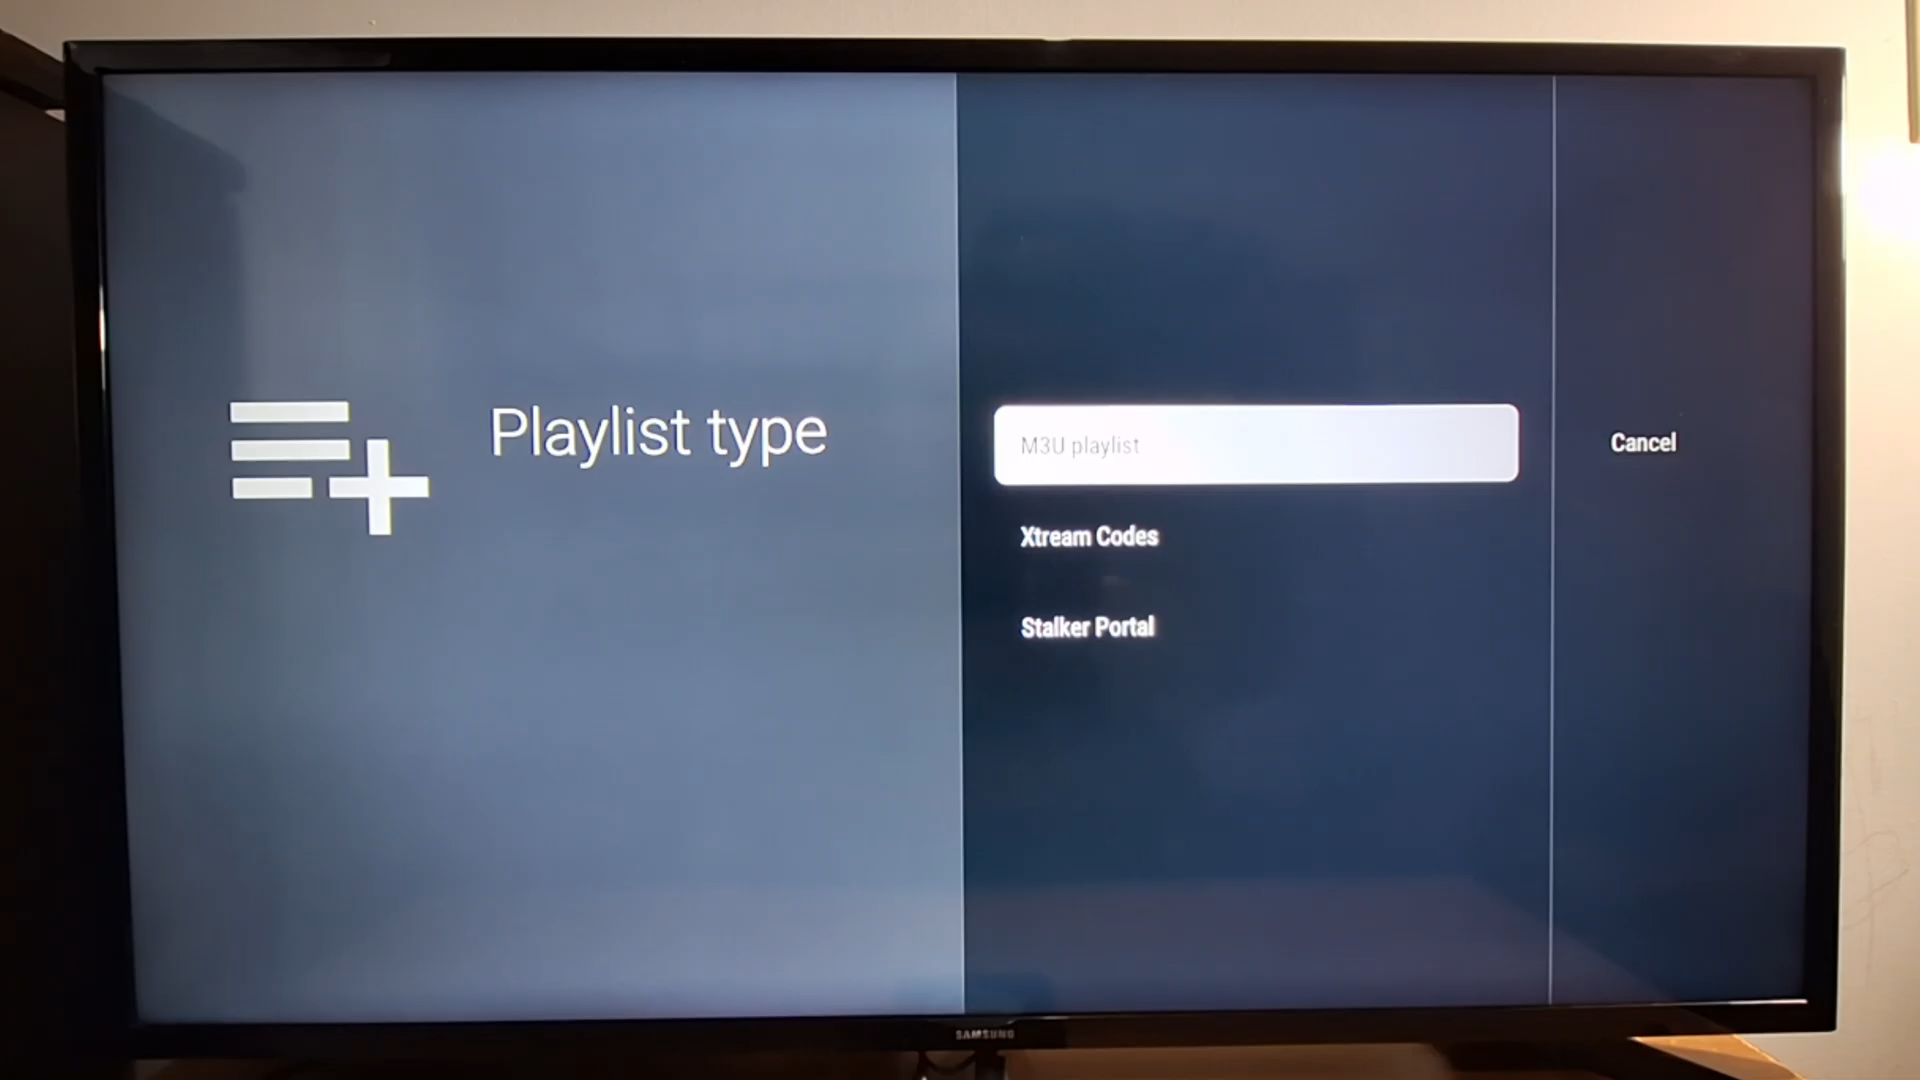 Playlist type
M3U playlist
Cancel
Xtream Codes
Stalker Portal
SAMSUNG